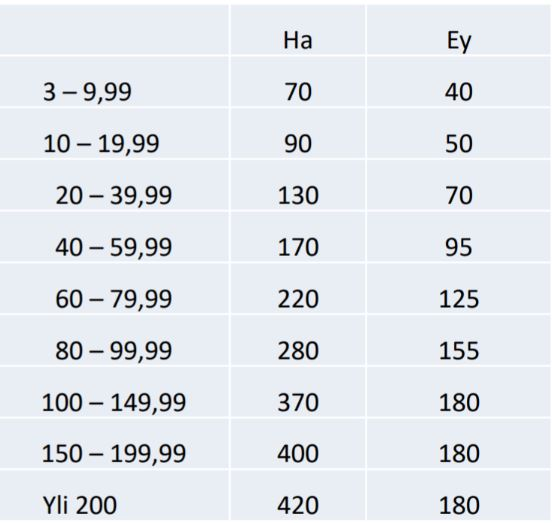 Ha Ey
3 – 9,99 70 40
10 – 19,99 90 50
20 – 39,99 130 70
40 – 59,99 170 95
60 – 79,99 220 125
80 – 99,99 280 155
100 – 149,99 370 180
150 – 199,99 400 180
Yli 200 420 180